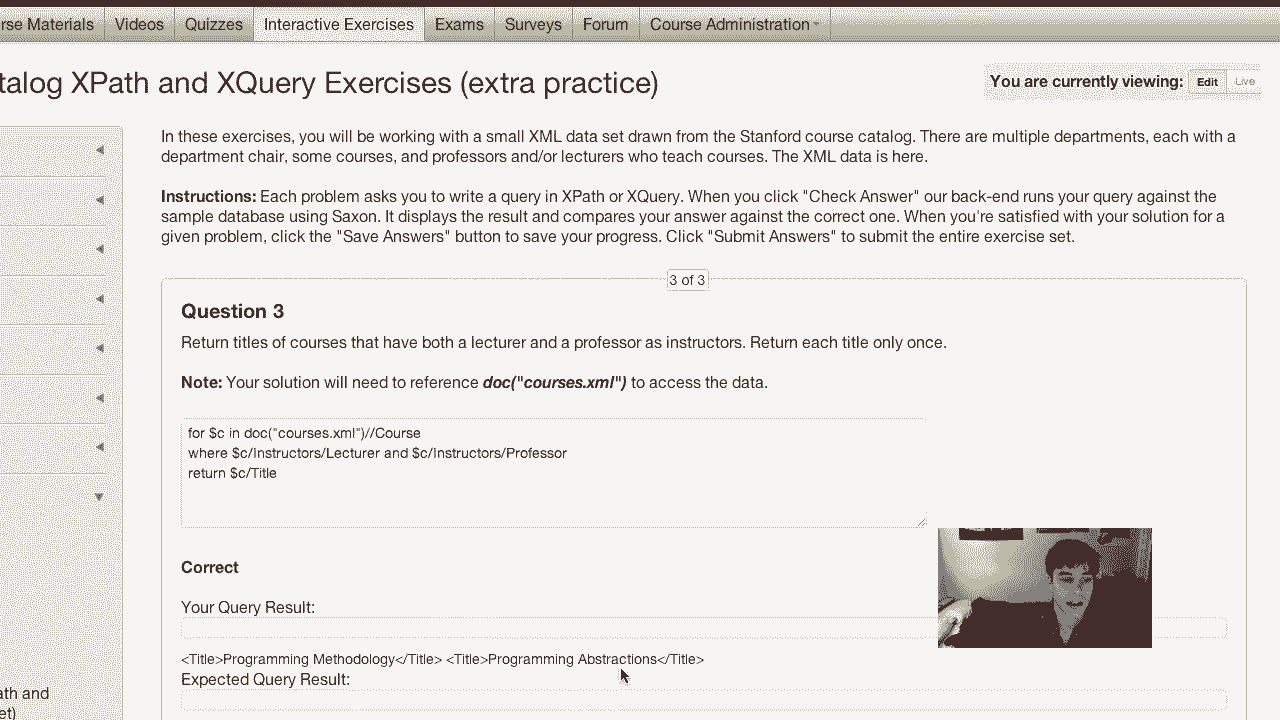 rse Materials Videos Quizzes Interactive Exercises Exams Surveys Forum Course Administration
talog XPath and XQuery Exercises (extra practice)
You are currently viewing: Edit Live
In these exercises, you will be working with a small XML data set drawn from the Stanford course catalog. There are multiple departments, each with a
department chair, some courses, and professors and/or lecturers who teach courses. The XML data is here.
Instructions: Each problem asks you to write a query in XPath or XQuery. When you click "Check Answer" our back-end runs your query against the
sample database using Saxon. It displays the result and compares your answer against the correct one. When you're satisfied with your solution for a
given problem, click the "Save Answers" button to save your progress. Click "Submit Answers" to submit the entire exercise set.
3 of 3
Question 3
Return titles of courses that have both a lecturer and a professor as instructors. Return each title only once.
Note: Your solution will need to reference doc("courses.xml") to access the data.
for $c in doc("courses.xml")//Course
where $c/Instructors/Lecturer and $c/Instructors/Professor
return $c/Title
Correct
Your Query Result:
<Title>Programming Methodology</Title> <Title>Programming Abstractions</Title>
Expected Query Result:
ath and
et)